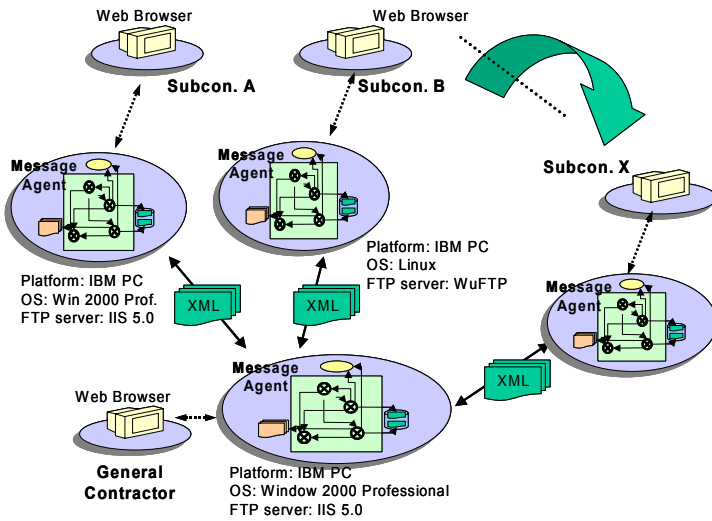 Web Browser
Web Browser
Subcon. A
Subcon. B
Subcon. X
Message
Agent
Message
Agent
Platform: IBM PC
OS: Linux
FTP server: WuFTP
Platform: IBM PC
OS: Win 2000 Prof.
FTP server: IIS 5.0
Message
Agent
XML
XML
XML
Message
Agent
Web Browser
General
Contractor
Platform: IBM PC
OS: Window 2000 Professional
FTP server: IIS 5.0